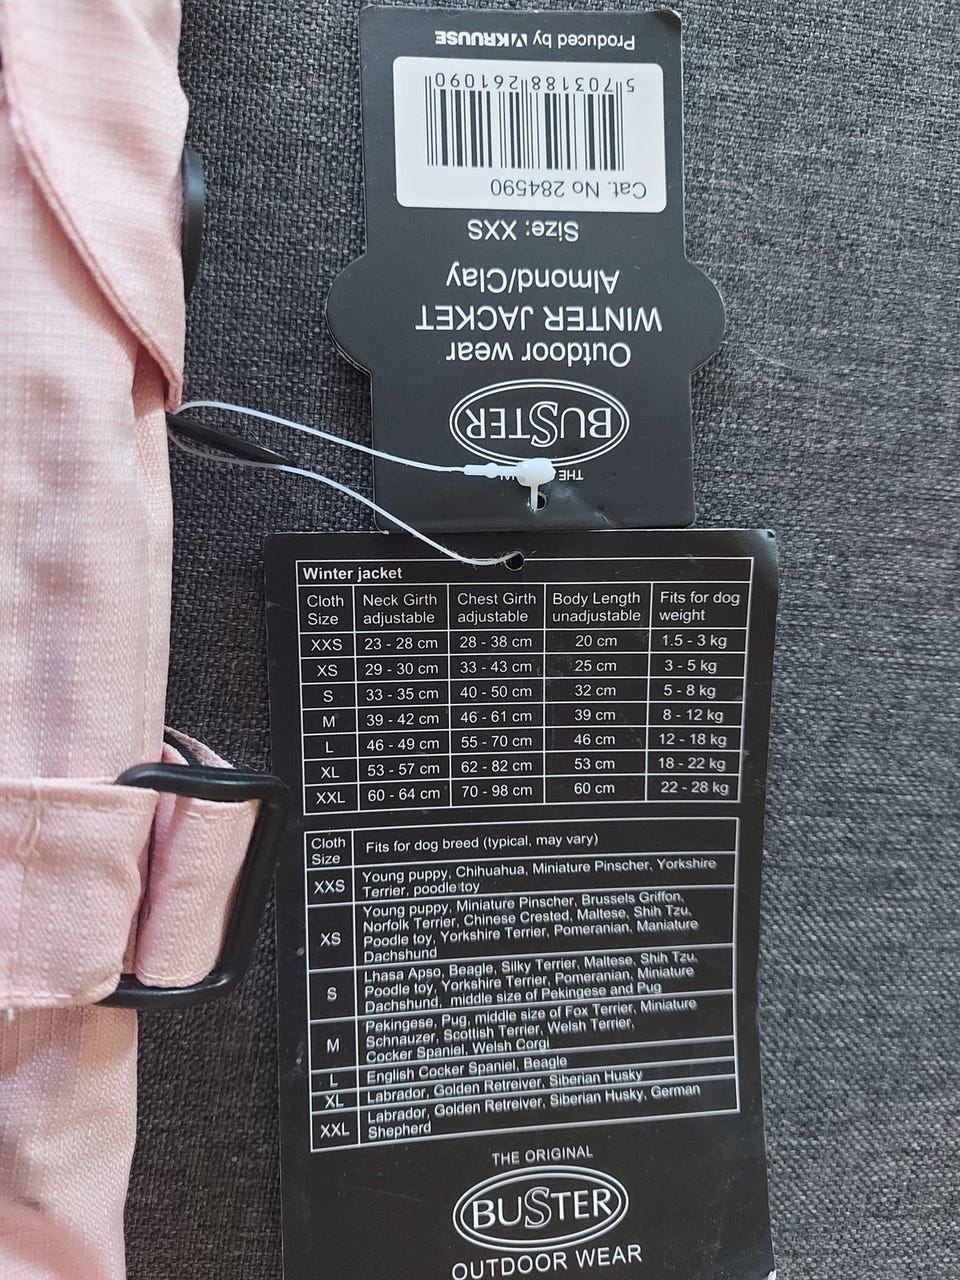 THE
BUSTER
Outdoor wear
WINTER JACKET
Almond/Clay
Size: XXS
Cat. No 284590
5 703188 261090
Produced by KRUUSE
Winter jacket
Cloth Size Neck Girth adjustable Chest Girth adjustable Body Length unadjustable Fits for dog weight
XXS 23 - 28 cm 28 - 38 cm 20 cm 1.5 - 3 kg
XS 29 - 30 cm 33 - 43 cm 25 cm 3 - 5 kg
S 33 - 35 cm 40 - 50 cm 32 cm 5 - 8 kg
M 39 - 42 cm 46 - 61 cm 39 cm 8 - 12 kg
L 46 - 49 cm 55 - 70 cm 46 cm 12 - 18 kg
XL 53 - 57 cm 62 - 82 cm 53 cm 18 - 22 kg
XXL 60 - 64 cm 70 - 98 cm 60 cm 22 - 28 kg
Cloth Size Fits for dog breed (typical, may vary)
XXS Young puppy, Chihuahua, Miniature Pinscher, Yorkshire
Terrier, poodle toy
XS Young puppy, Miniature Pinscher, Brussels Griffon,
Norfolk Terrier, Chinese Crested, Maltese, Shih Tzu,
Poodle toy, Yorkshire Terrier, Pomeranian, Maniature
Dachshund
S Lhasa Apso, Beagle, Silky Terrier, Maltese, Shih Tzu.
Poodle toy, Yorkshire Terrier, Pomeranian, Miniature
Dachshund, middle size of Pekingese and Pug
M Pekingese, Pug, middle size of Fox Terrier, Miniature
Schnauzer, Scottish Terrier, Welsh Terrier,
Cocker Spaniel, Welsh Corgi
L English Cocker Spaniel, Beagle
XL Labrador, Golden Retreiver, Siberian Husky
XXL Labrador, Golden Retreiver, Siberian Husky, German
Shepherd
THE ORIGINAL
BUSTER
OUTDOOR WEAR